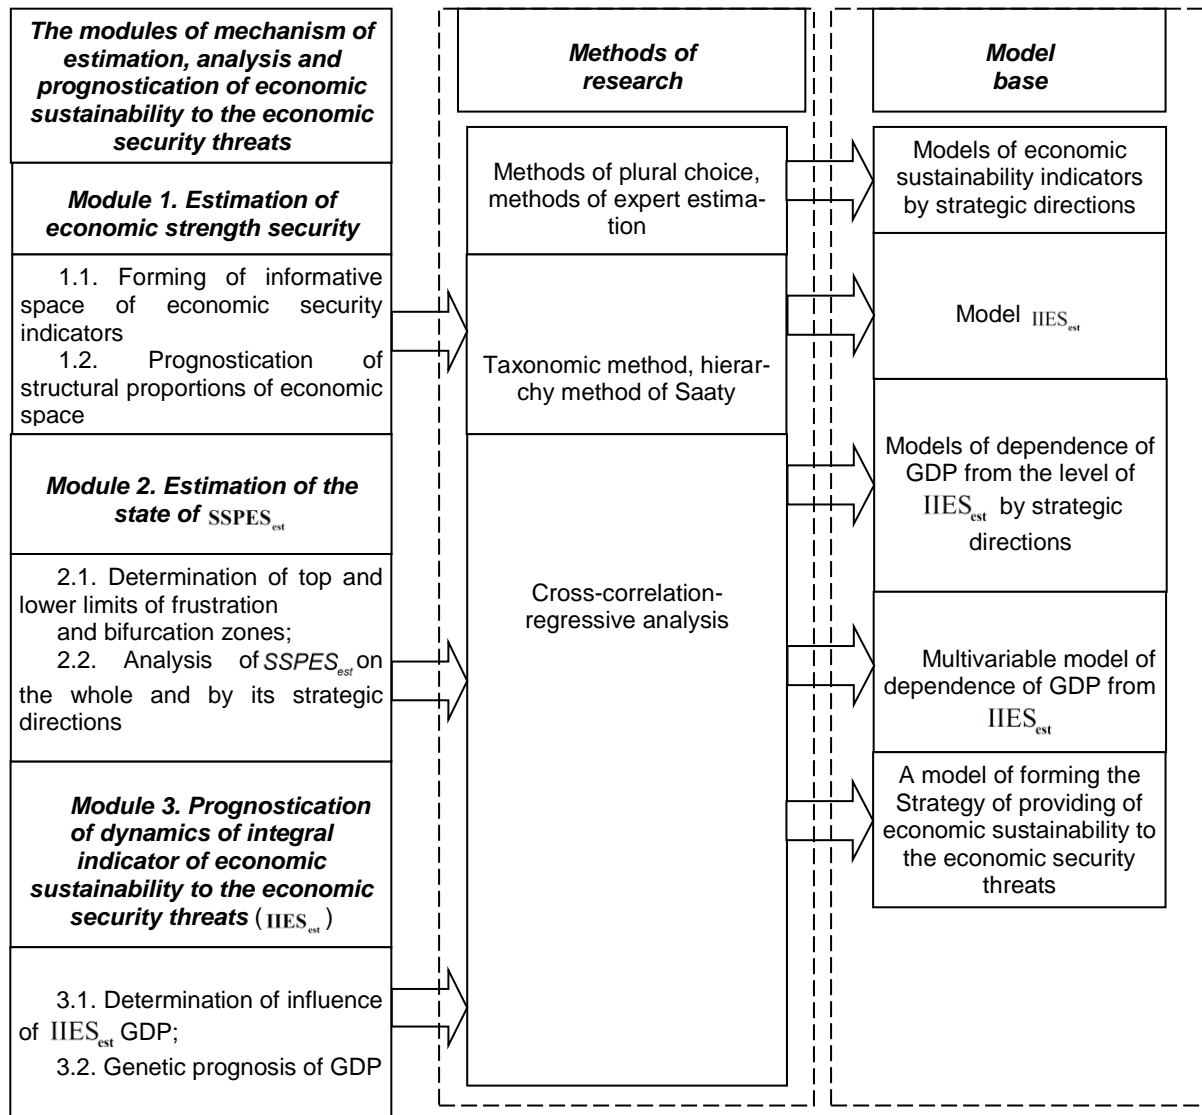 The modules of mechanism of
estimation, analysis and
prognostication of economic
sustainability to the economic
security threats
Module 1. Estimation of
economic strength security
1.1. Forming of informative
space of economic security
indicators
1.2. Prognostication of
structural proportions of economic
space
Module 2. Estimation of the
state of SSPES_est
2.1. Determination of top and
lower limits of frustration
and bifurcation zones;
2.2. Analysis of SSPES_est on
the whole and by its strategic
directions
Module 3. Prognostication
of dynamics of integral
indicator of economic
sustainability to the economic
security threats ( IIES_est )
3.1. Determination of influence
of IIES_est GDP;
3.2. Genetic prognosis of GDP
Methods of
research
Methods of plural choice,
methods of expert estima-
tion
Taxonomic method, hierar-
chy method of Saaty
Cross-correlation-
regressive analysis
Model
base
Models of economic
sustainability indicators
by strategic directions
Model IIES_est
Models of dependence of
GDP from the level of
IIES_est by strategic
directions
Multivariable model of
dependence of GDP from
IIES_est
A model of forming the
Strategy of providing of
economic sustainability to
the economic security
threats